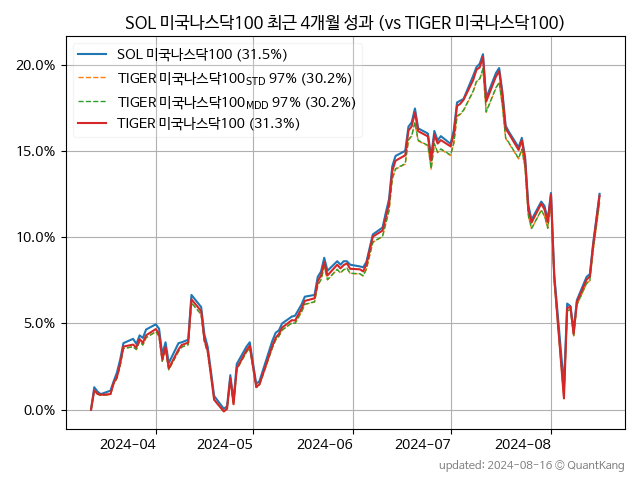 SOL 미국나스닥100 최근 4개월 성과 (vs TIGER 미국나스닥100)
SOL 미국나스닥100 (31.5%)
TIGER 미국나스닥100STD 97% (30.2%)
TIGER 미국나스닥100MDD 97% (30.2%)
TIGER 미국나스닥100 (31.3%)
20.0%
15.0%
10.0%
5.0%
0.0%
2024-04 2024-05 2024-06 2024-07 2024-08
updated: 2024-08-16 © QuantKang